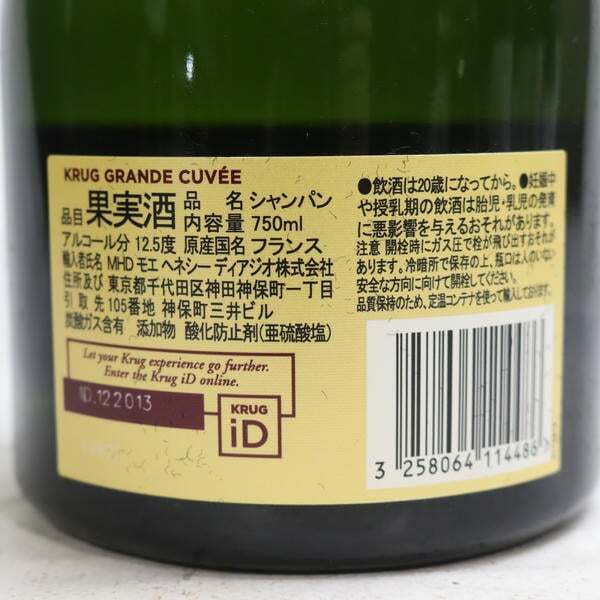 KRUG GRANDE CUVÉE
品目 果実酒 品 名 シャンパン
内容量 750ml
アルコール分 12.5度 原産国名 フランス
輸入者氏名 MHD モエ ヘネシー ディアジオ株式会社
住所及び 東京都千代田区神田神保町一丁目
引取先 105番地 神保町三井ビル
炭酸ガス含有 添加物 酸化防止剤(亜硫酸塩)
Let your Krug experience go further.
Enter the Krug iD online.
ID.122013
KRUG
iD
●飲酒は20歳になってから。●妊娠中
や授乳期の飲酒は胎児・乳児の発育
に悪影響を与えるおそれがあります。
注意 開栓時にガス圧で栓が飛び出すおそれが
あります。冷暗所で保存の上、瓶口は人のいない
安全な方向に向けて開栓してください。
品質保持のため、定温コンテナを使って輸入しております。
3 258064 114486 >